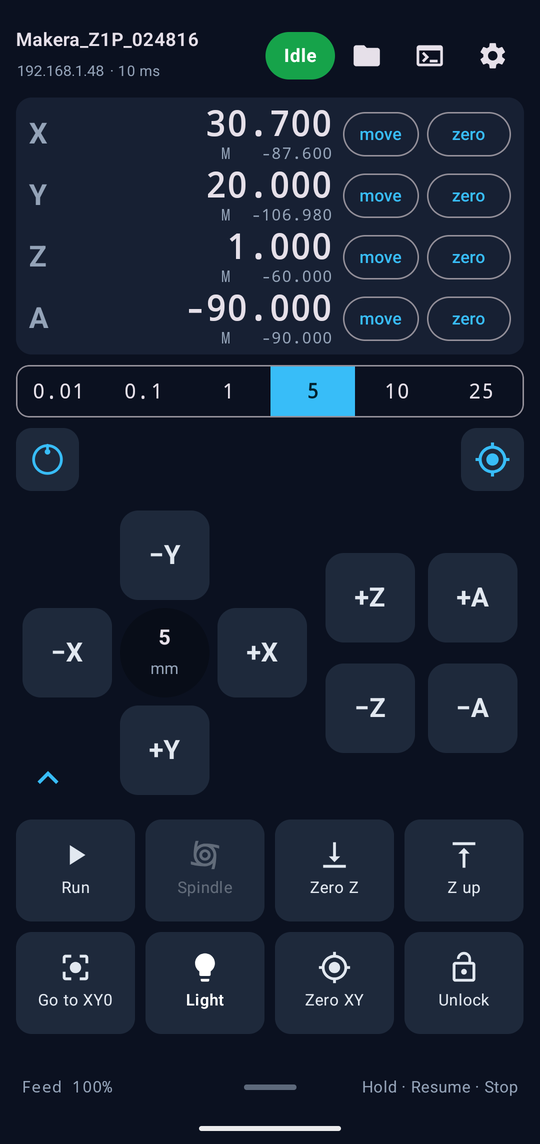 Makera_Z1P_024816
192.168.1.48 · 10 ms
Idle
X 30.700 move zero
M -87.600
Y 20.000 move zero
M -106.980
Z 1.000 move zero
M -60.000
A -90.000 move zero
M -90.000
0.01 0.1 1 5 10 25
−Y
+Z +A
−X 5 mm +X
−Z −A
+Y
Run Spindle Zero Z Z up
Go to XY0 Light Zero XY Unlock
Feed 100% Hold · Resume · Stop